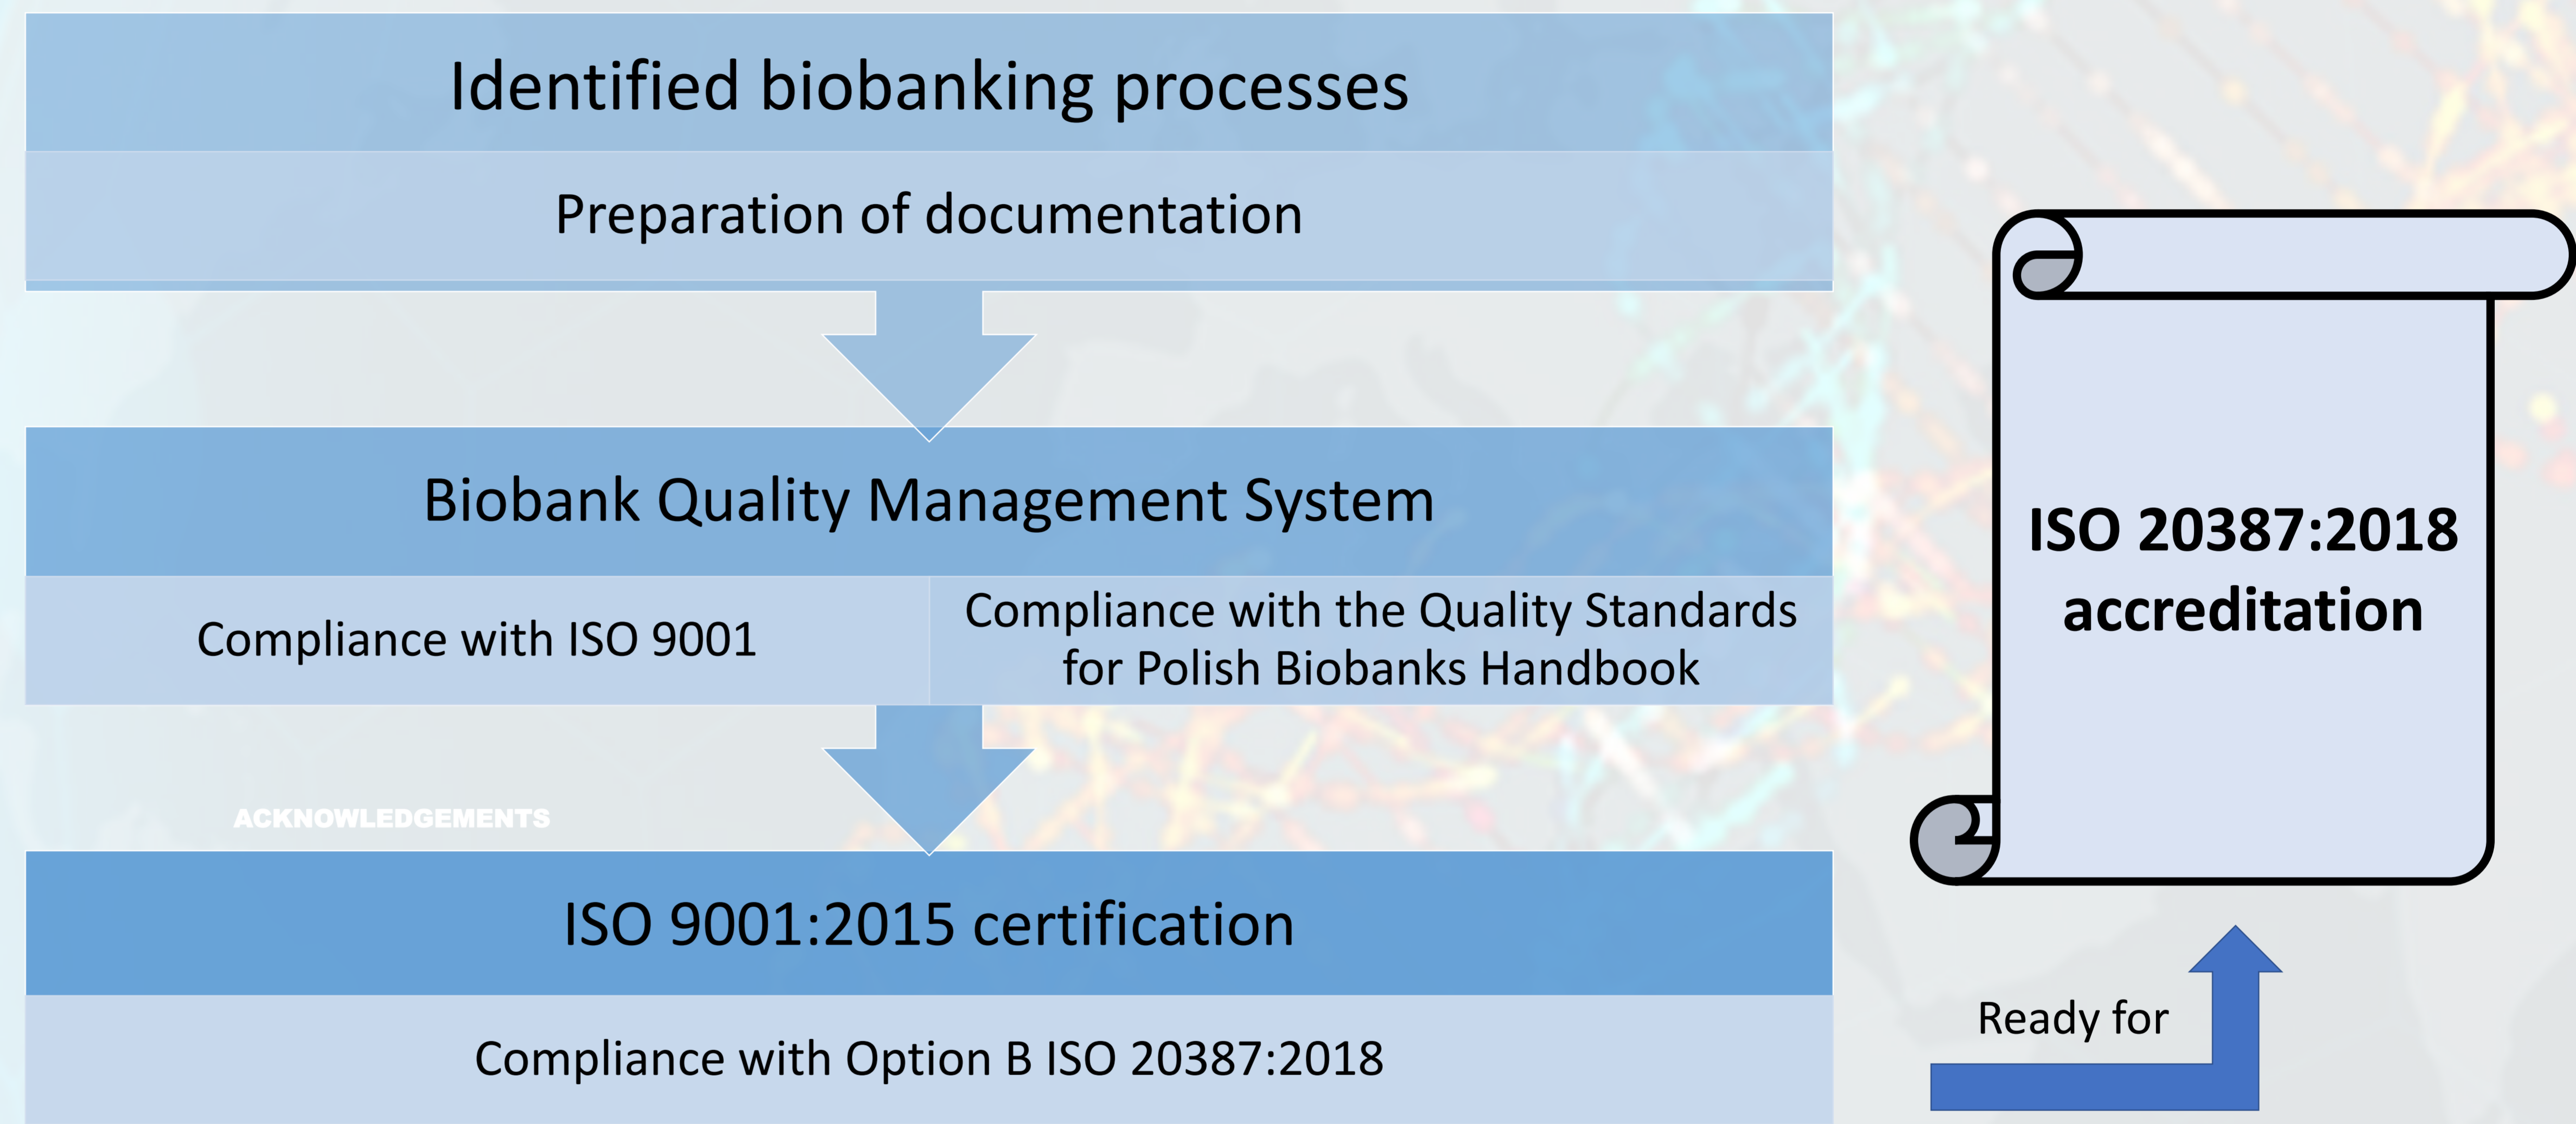 Identified biobanking processes
Preparation of documentation
Biobank Quality Management System
Compliance with ISO 9001
Compliance with the Quality Standards
for Polish Biobanks Handbook
ACKNOWLEDGEMENTS
ISO 9001:2015 certification
Compliance with Option B ISO 20387:2018
Ready for
ISO 20387:2018
accreditation